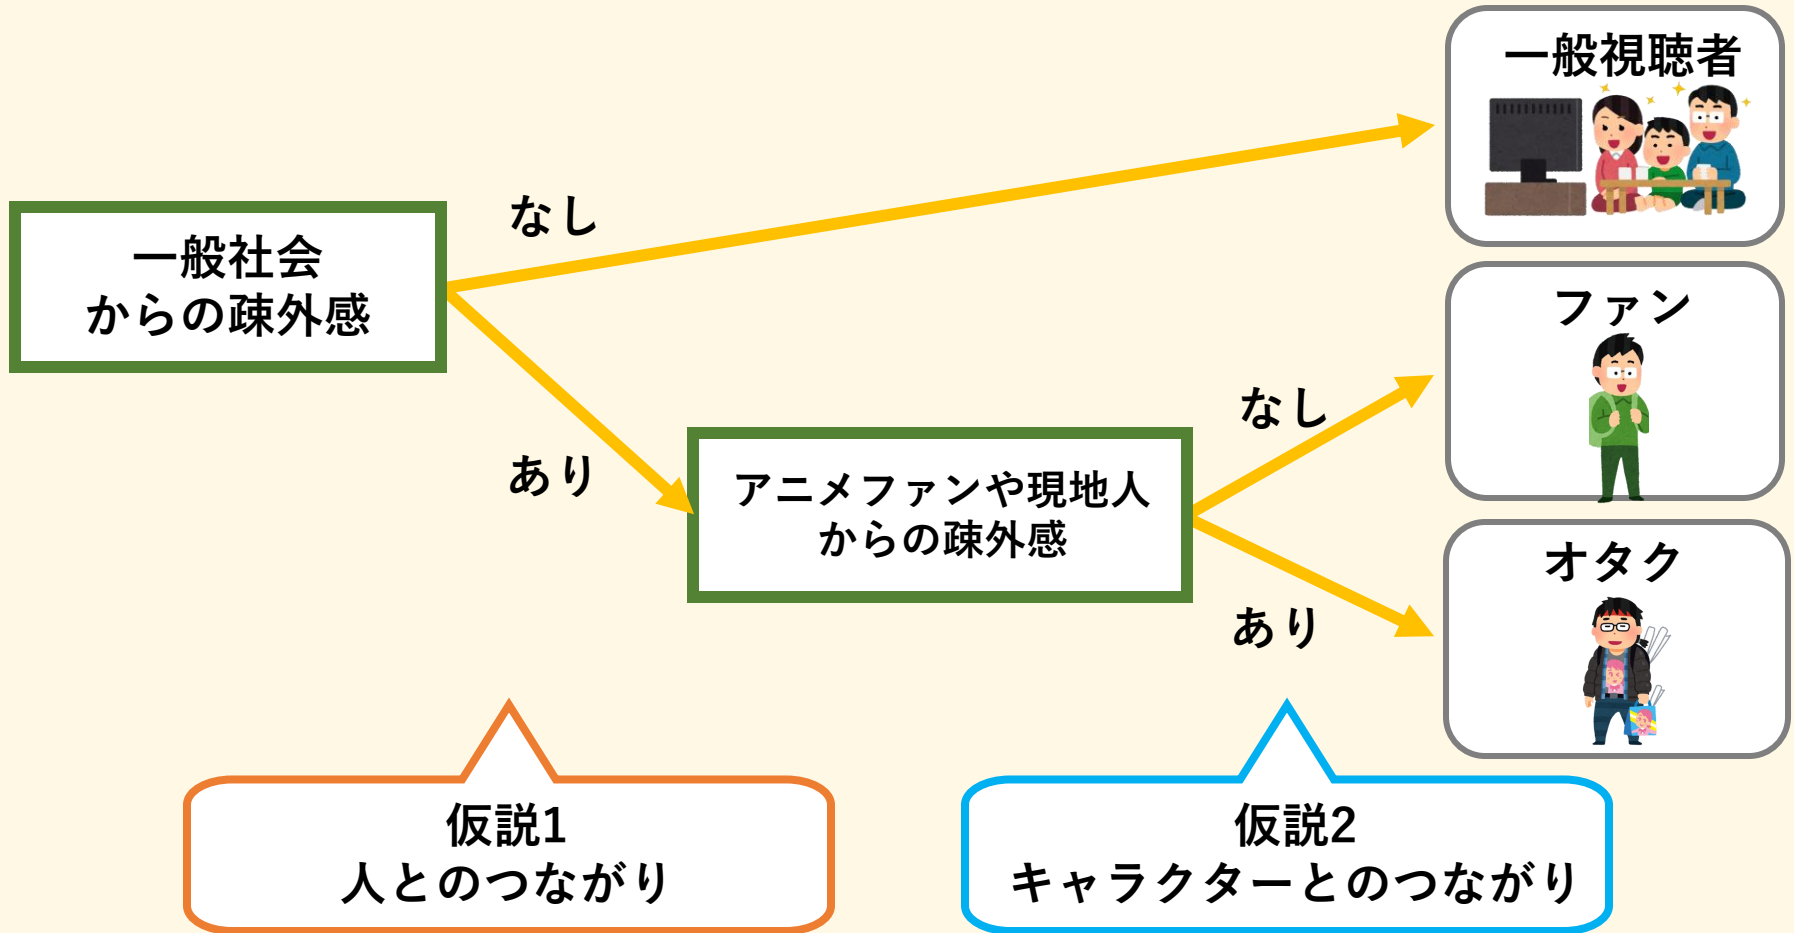 一般視聴者
なし
一般社会
からの疎外感
ファン
なし
あり
アニメファンや現地人
からの疎外感
オタク
あり
仮説1
人とのつながり
仮説2
キャラクターとのつながり